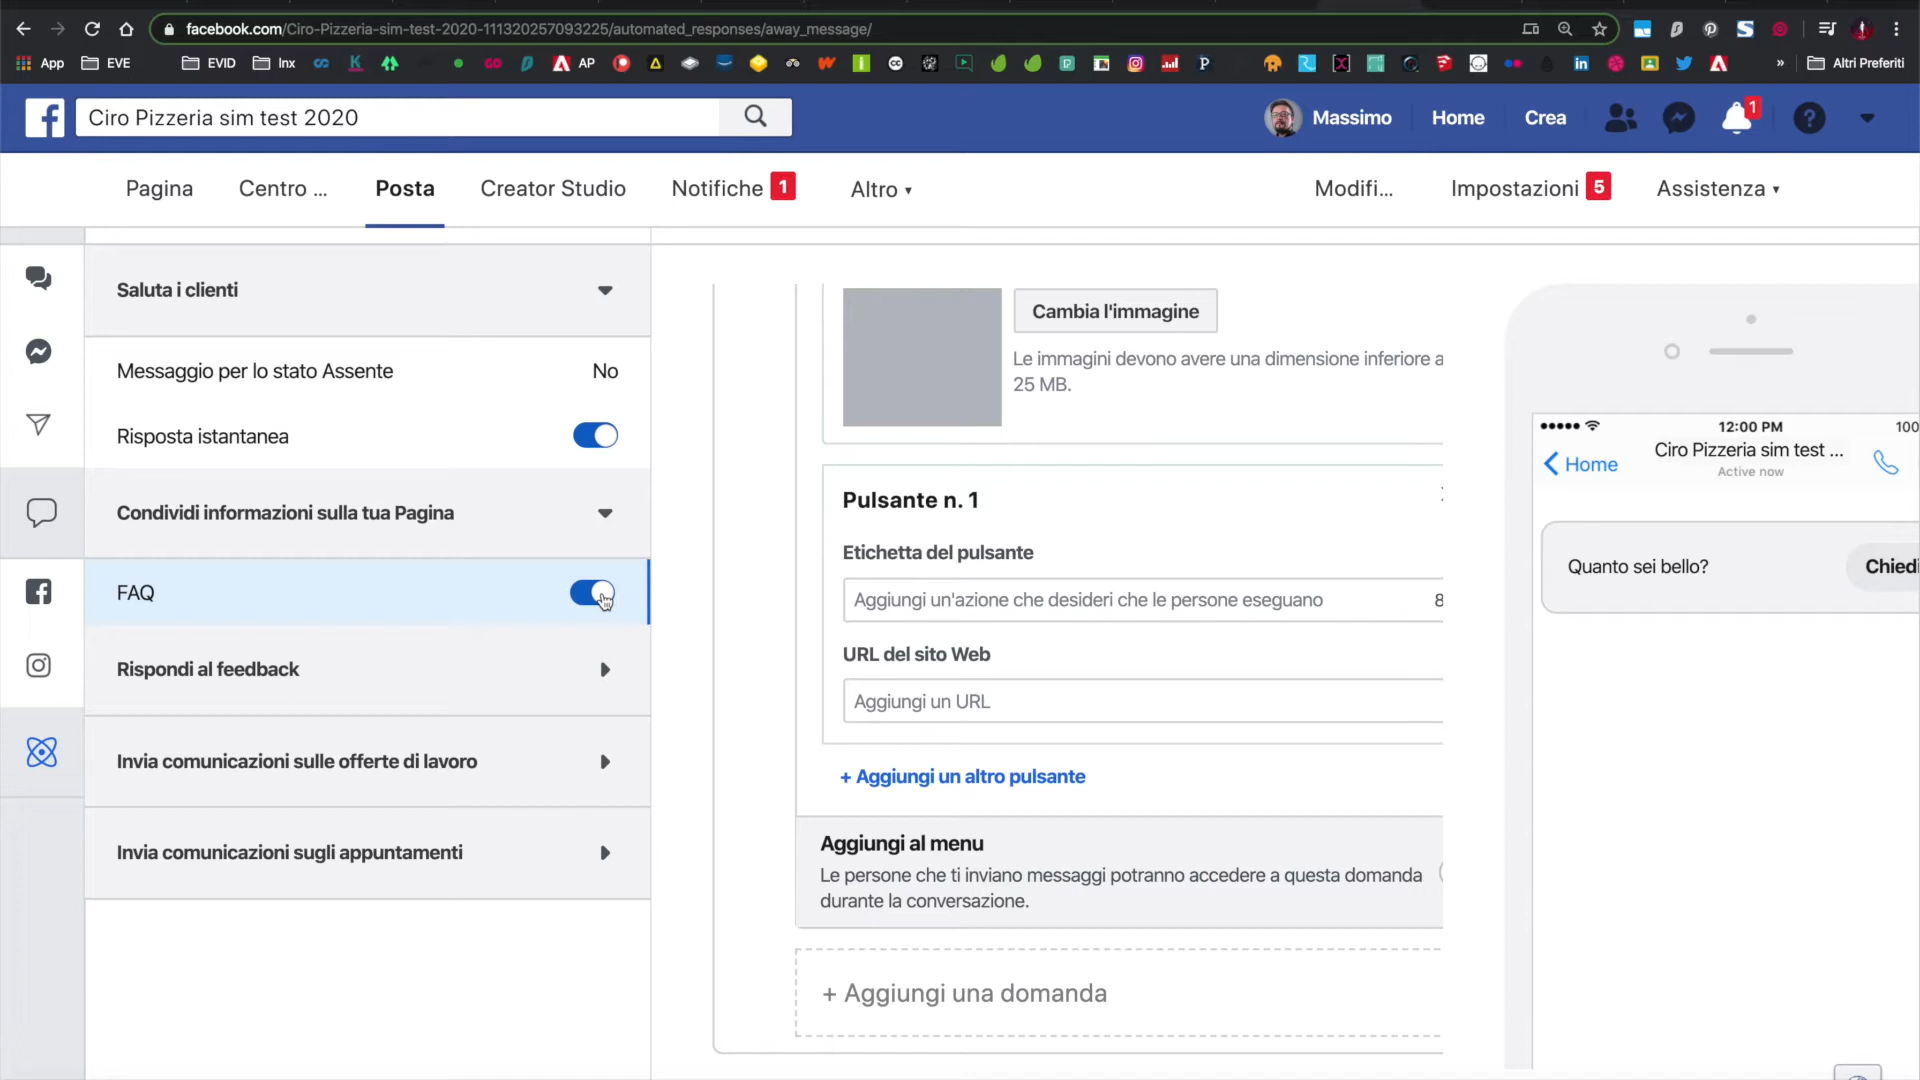 facebook.com/Ciro-Pizzeria-sim-test-2020-111320257093225/automated_responses/away_message/
App
EVE
EVID
Inx
AP
Altri Preferiti
Ciro Pizzeria sim test 2020
Massimo
Home
Crea
1
Pagina
Centro ...
Posta
Creator Studio
Notifiche 1
Altro
Modifi...
Impostazioni 5
Assistenza
Saluta i clienti
Messaggio per lo stato Assente
No
Risposta istantanea
Condividi informazioni sulla tua Pagina
FAQ
Rispondi al feedback
Invia comunicazioni sulle offerte di lavoro
Invia comunicazioni sugli appuntamenti
Cambia l'immagine
Le immagini devono avere una dimensione inferiore a
25 MB.
Pulsante n. 1
Etichetta del pulsante
Aggiungi un'azione che desideri che le persone eseguano
8
URL del sito Web
Aggiungi un URL
+ Aggiungi un altro pulsante
Aggiungi al menu
Le persone che ti inviano messaggi potranno accedere a questa domanda
durante la conversazione.
+ Aggiungi una domanda
12:00 PM
100
Home
Ciro Pizzeria sim test ...
Active now
Quanto sei bello?
Chiedi